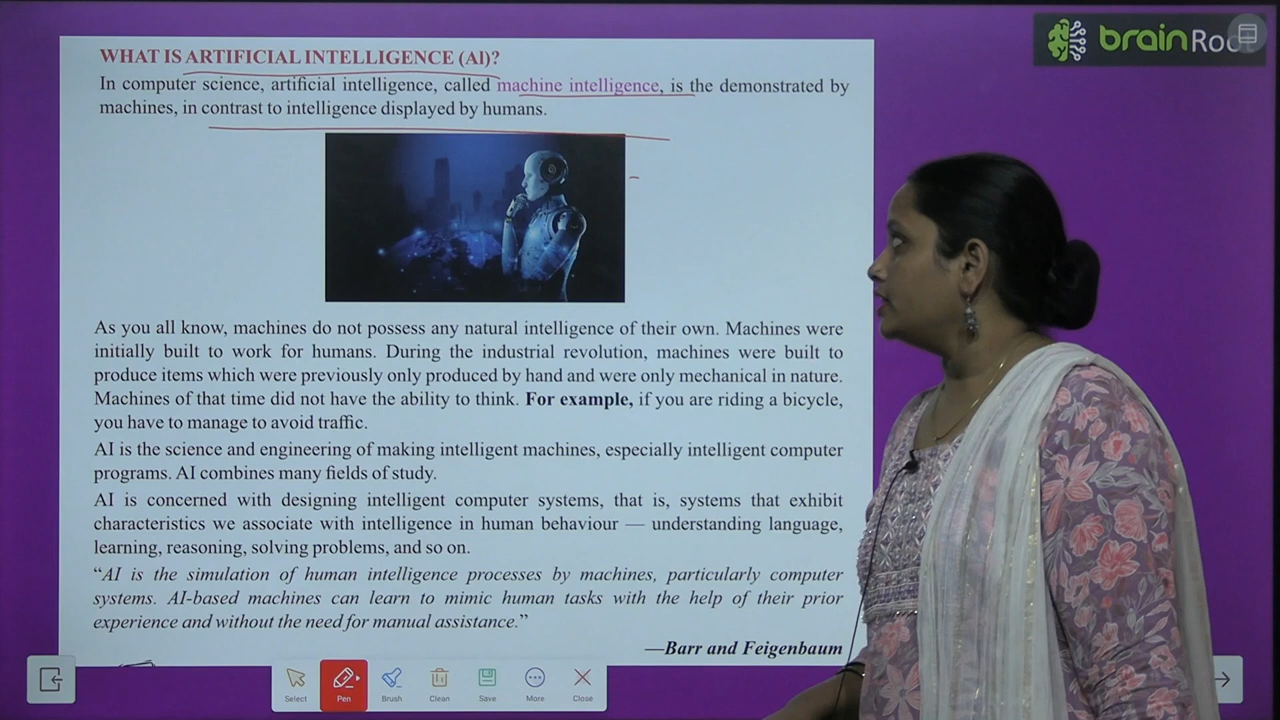 brainRoot
WHAT IS ARTIFICIAL INTELLIGENCE (AI)?
In computer science, artificial intelligence, called machine intelligence, is the demonstrated by
machines, in contrast to intelligence displayed by humans.
As you all know, machines do not possess any natural intelligence of their own. Machines were
initially built to work for humans. During the industrial revolution, machines were built to
produce items which were previously only produced by hand and were only mechanical in nature.
Machines of that time did not have the ability to think. For example, if you are riding a bicycle,
you have to manage to avoid traffic.
AI is the science and engineering of making intelligent machines, especially intelligent computer
programs. AI combines many fields of study.
AI is concerned with designing intelligent computer systems, that is, systems that exhibit
characteristics we associate with intelligence in human behaviour — understanding language,
learning, reasoning, solving problems, and so on.
“AI is the simulation of human intelligence processes by machines, particularly computer
systems. AI-based machines can learn to mimic human tasks with the help of their prior
experience and without the need for manual assistance.”
—Barr and Feigenbaum
Select Pen Brush Clean Save More Close